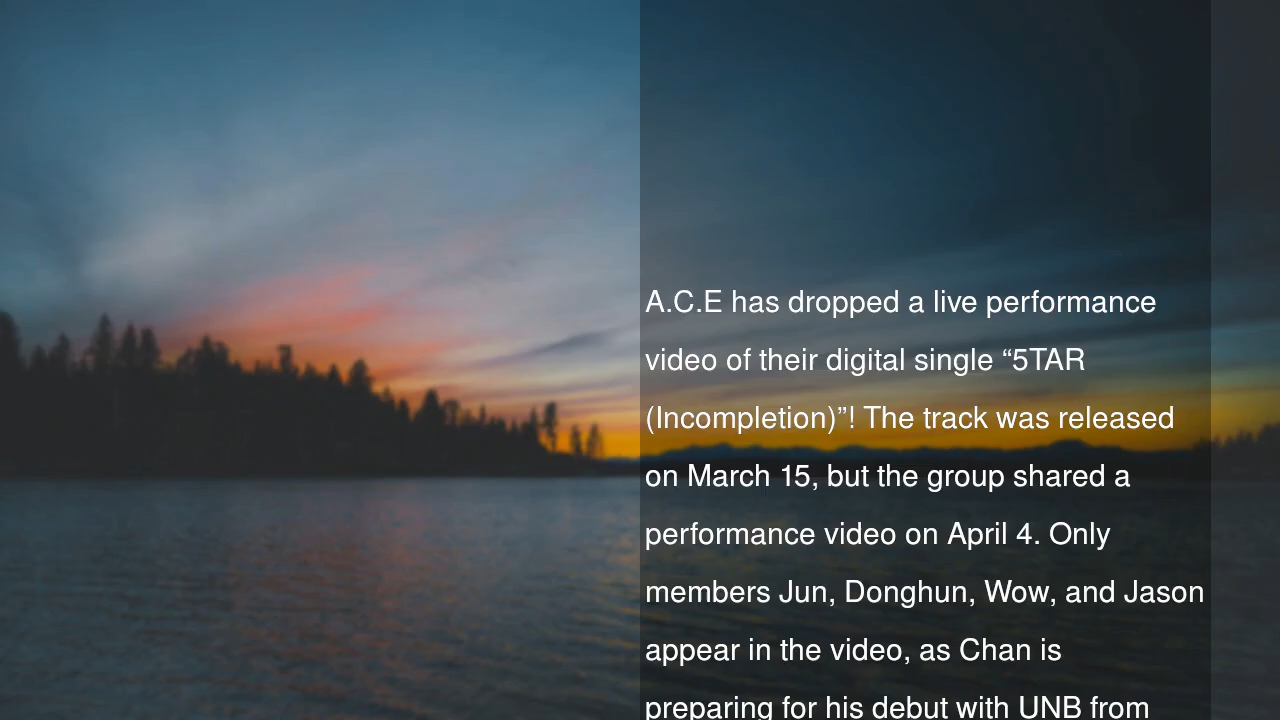 A.C.E has dropped a live performance
video of their digital single “5TAR
(Incompletion)”! The track was released
on March 15, but the group shared a
performance video on April 4. Only
members Jun, Donghun, Wow, and Jason
appear in the video, as Chan is
preparing for his debut with UNB from